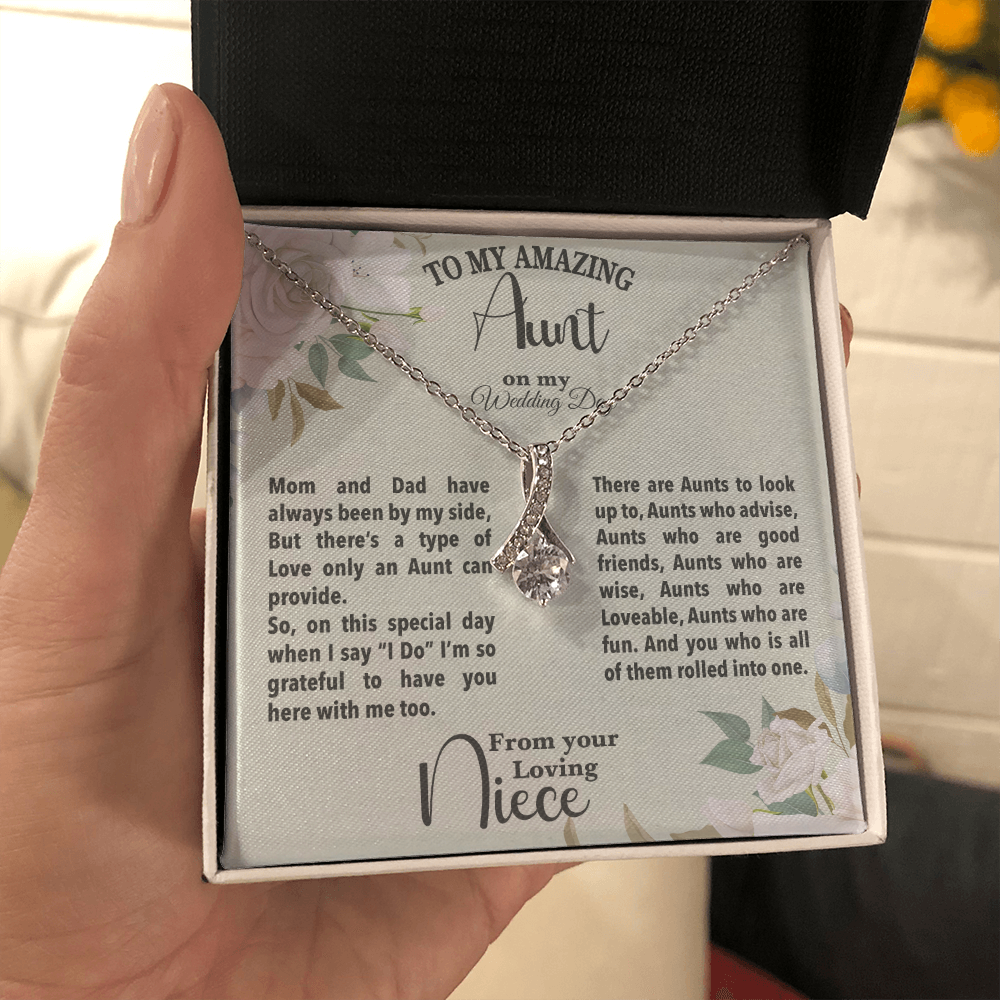 TO MY AMAZING
Aunt
on my
Wedding Da
Mom and Dad have
always been by my side,
But there's a type of
Love only an Aunt can
provide.
So, on this special day
when I say “I Do” I'm so
grateful to have you
here with me too.
There are Aunts to look
up to, Aunts who advise,
Aunts who are good
friends, Aunts who are
wise, Aunts who are
Loveable, Aunts who are
fun. And you who is all
of them rolled into one.
From your
Loving
Niece